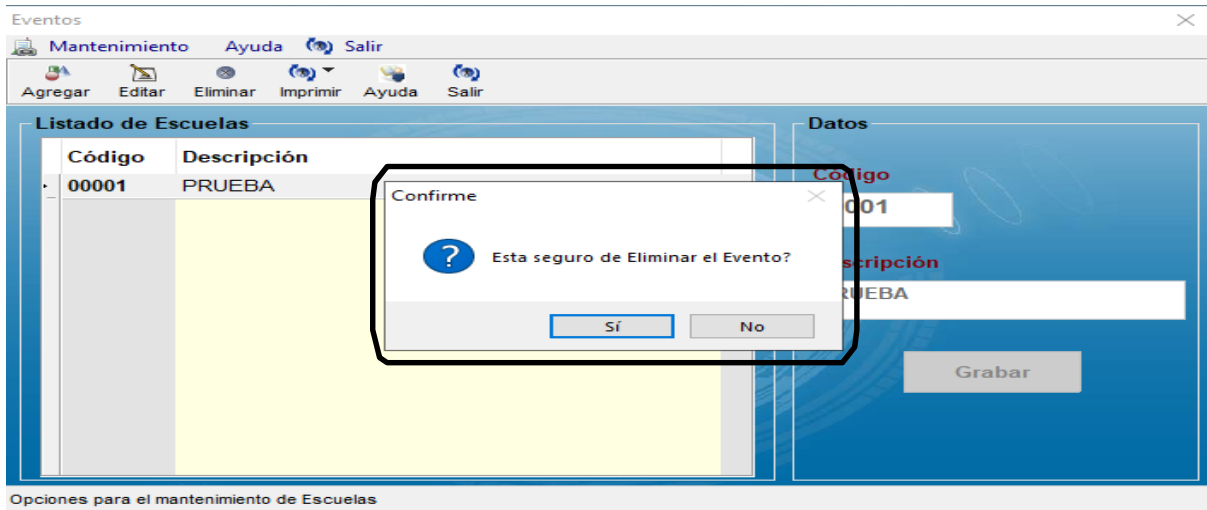 Eventos
Mantenimiento Ayuda Salir
Agregar Editar Eliminar Imprimir Ayuda Salir
Listado de Escuelas
Código Descripción
00001 PRUEBA
Confirme
Esta seguro de Eliminar el Evento?
Sí No
Datos
Código
001
scripción
RUEBA
Grabar
Opciones para el mantenimiento de Escuelas